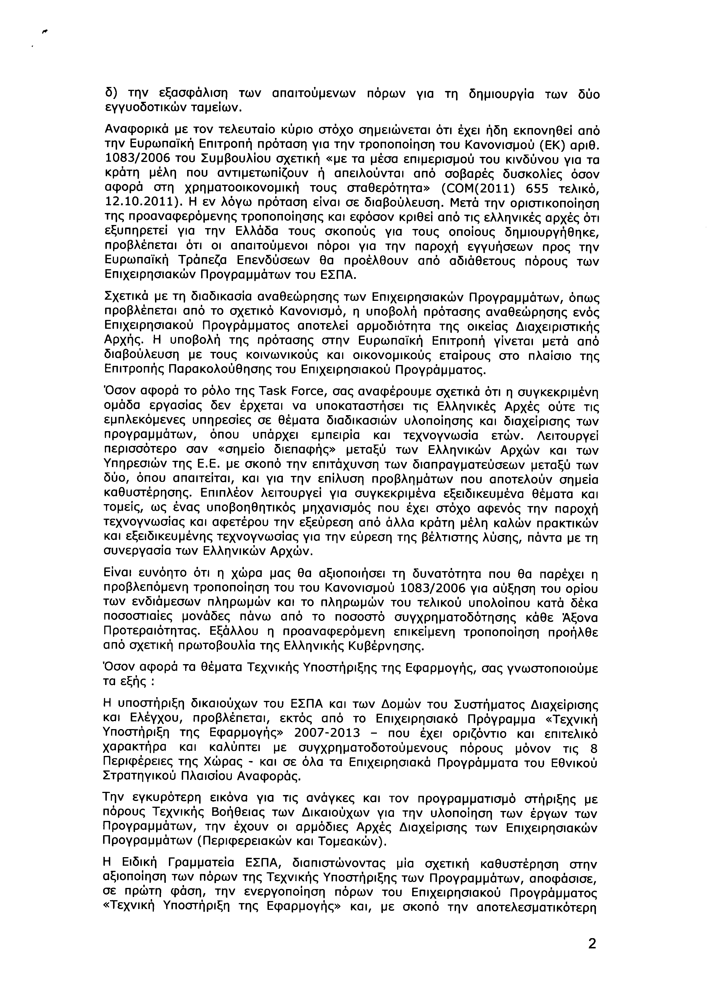 δ) την εξασφάλιση των απαιτούμενων πόρων για τη δημιουργία των δύο
εγγυοδοτικών ταμείων.
Αναφορικά με τον τελευταίο κύριο στόχο σημειώνεται ότι έχει ήδη εκπονηθεί από
την Ευρωπαϊκή Επιτροπή πρόταση για την τροποποίηση του Κανονισμού (ΕΚ) αριθ.
1083/2006 του Συμβουλίου σχετική «με τα μέσα επιμερισμού του κινδύνου για τα
κράτη μέλη που αντιμετωπίζουν ή απειλούνται από σοβαρές δυσκολίες όσον
αφορά στη χρηματοοικονομική τους σταθερότητα» (COM(2011) 655 τελικό,
12.10.2011). Η εν λόγω πρόταση είναι σε διαβούλευση. Μετά την οριστικοποίηση
της προαναφερόμενης τροποποίησης και εφόσον κριθεί από τις ελληνικές αρχές ότι
εξυπηρετεί για την Ελλάδα τους σκοπούς για τους οποίους δημιουργήθηκε,
προβλέπεται ότι οι απαιτούμενοι πόροι για την παροχή εγγυήσεων προς την
Ευρωπαϊκή Τράπεζα Επενδύσεων θα προέλθουν από αδιάθετους πόρους των
Επιχειρησιακών Προγραμμάτων του ΕΣΠΑ.
Σχετικά με τη διαδικασία αναθεώρησης των Επιχειρησιακών Προγραμμάτων, όπως
προβλέπεται από το σχετικό Κανονισμό, η υποβολή πρότασης αναθεώρησης ενός
Επιχειρησιακού Προγράμματος αποτελεί αρμοδιότητα της οικείας Διαχειριστικής
Αρχής. Η υποβολή της πρότασης στην Ευρωπαϊκή Επιτροπή γίνεται μετά από
διαβούλευση με τους κοινωνικούς και οικονομικούς εταίρους στο πλαίσιο της
Επιτροπής Παρακολούθησης του Επιχειρησιακού Προγράμματος.
Όσον αφορά το ρόλο της Task Force, σας αναφέρουμε σχετικά ότι η συγκεκριμένη
ομάδα εργασίας δεν έρχεται να υποκαταστήσει τις Ελληνικές Αρχές ούτε τις
εμπλεκόμενες υπηρεσίες σε θέματα διαδικασιών υλοποίησης και διαχείρισης των
προγραμμάτων, όπου υπάρχει εμπειρία και τεχνογνωσία ετών. Λειτουργεί
περισσότερο σαν «σημείο διεπαφής» μεταξύ των Ελληνικών Αρχών και των
Υπηρεσιών της Ε.Ε. με σκοπό την επιτάχυνση των διαπραγματεύσεων μεταξύ των
δύο, όπου απαιτείται, και για την επίλυση προβλημάτων που αποτελούν σημεία
καθυστέρησης. Επιπλέον λειτουργεί για συγκεκριμένα εξειδικευμένα θέματα και
τομείς, ως ένας υποβοηθητικός μηχανισμός που έχει στόχο αφενός την παροχή
τεχνογνωσίας και αφετέρου την εξεύρεση από άλλα κράτη μέλη καλών πρακτικών
και εξειδικευμένης τεχνογνωσίας για την εύρεση της βέλτιστης λύσης, πάντα με τη
συνεργασία των Ελληνικών Αρχών.
Είναι ευνόητο ότι η χώρα μας θα αξιοποιήσει τη δυνατότητα που θα παρέχει η
προβλεπόμενη τροποποίηση του του Κανονισμού 1083/2006 για αύξηση του ορίου
των ενδιάμεσων πληρωμών και το πληρωμών του τελικού υπολοίπου κατά δέκα
ποσοστιαίες μονάδες πάνω από το ποσοστό συγχρηματοδότησης κάθε Άξονα
Προτεραιότητας. Εξάλλου η προαναφερόμενη επικείμενη τροποποίηση προήλθε
από σχετική πρωτοβουλία της Ελληνικής Κυβέρνησης.
Όσον αφορά τα θέματα Τεχνικής Υποστήριξης της Εφαρμογής, σας γνωστοποιούμε
τα εξής :
Η υποστήριξη δικαιούχων του ΕΣΠΑ και των Δομών του Συστήματος Διαχείρισης
και Ελέγχου, προβλέπεται, εκτός από το Επιχειρησιακό Πρόγραμμα «Τεχνική
Υποστήριξη της Εφαρμογής» 2007-2013 – που έχει οριζόντιο και επιτελικό
χαρακτήρα και καλύπτει με συγχρηματοδοτούμενους πόρους μόνον τις 8
Περιφέρειες της Χώρας - και σε όλα τα Επιχειρησιακά Προγράμματα του Εθνικού
Στρατηγικού Πλαισίου Αναφοράς.
Την εγκυρότερη εικόνα για τις ανάγκες και τον προγραμματισμό στήριξης με
πόρους Τεχνικής Βοήθειας των Δικαιούχων για την υλοποίηση των έργων των
Προγραμμάτων, την έχουν οι αρμόδιες Αρχές Διαχείρισης των Επιχειρησιακών
Προγραμμάτων (Περιφερειακών και Τομεακών).
Η Ειδική Γραμματεία ΕΣΠΑ, διαπιστώνοντας μία σχετική καθυστέρηση στην
αξιοποίηση των πόρων της Τεχνικής Υποστήριξης των Προγραμμάτων, αποφάσισε,
σε πρώτη φάση, την ενεργοποίηση πόρων του Επιχειρησιακού Προγράμματος
«Τεχνική Υποστήριξη της Εφαρμογής» και, με σκοπό την αποτελεσματικότερη
2